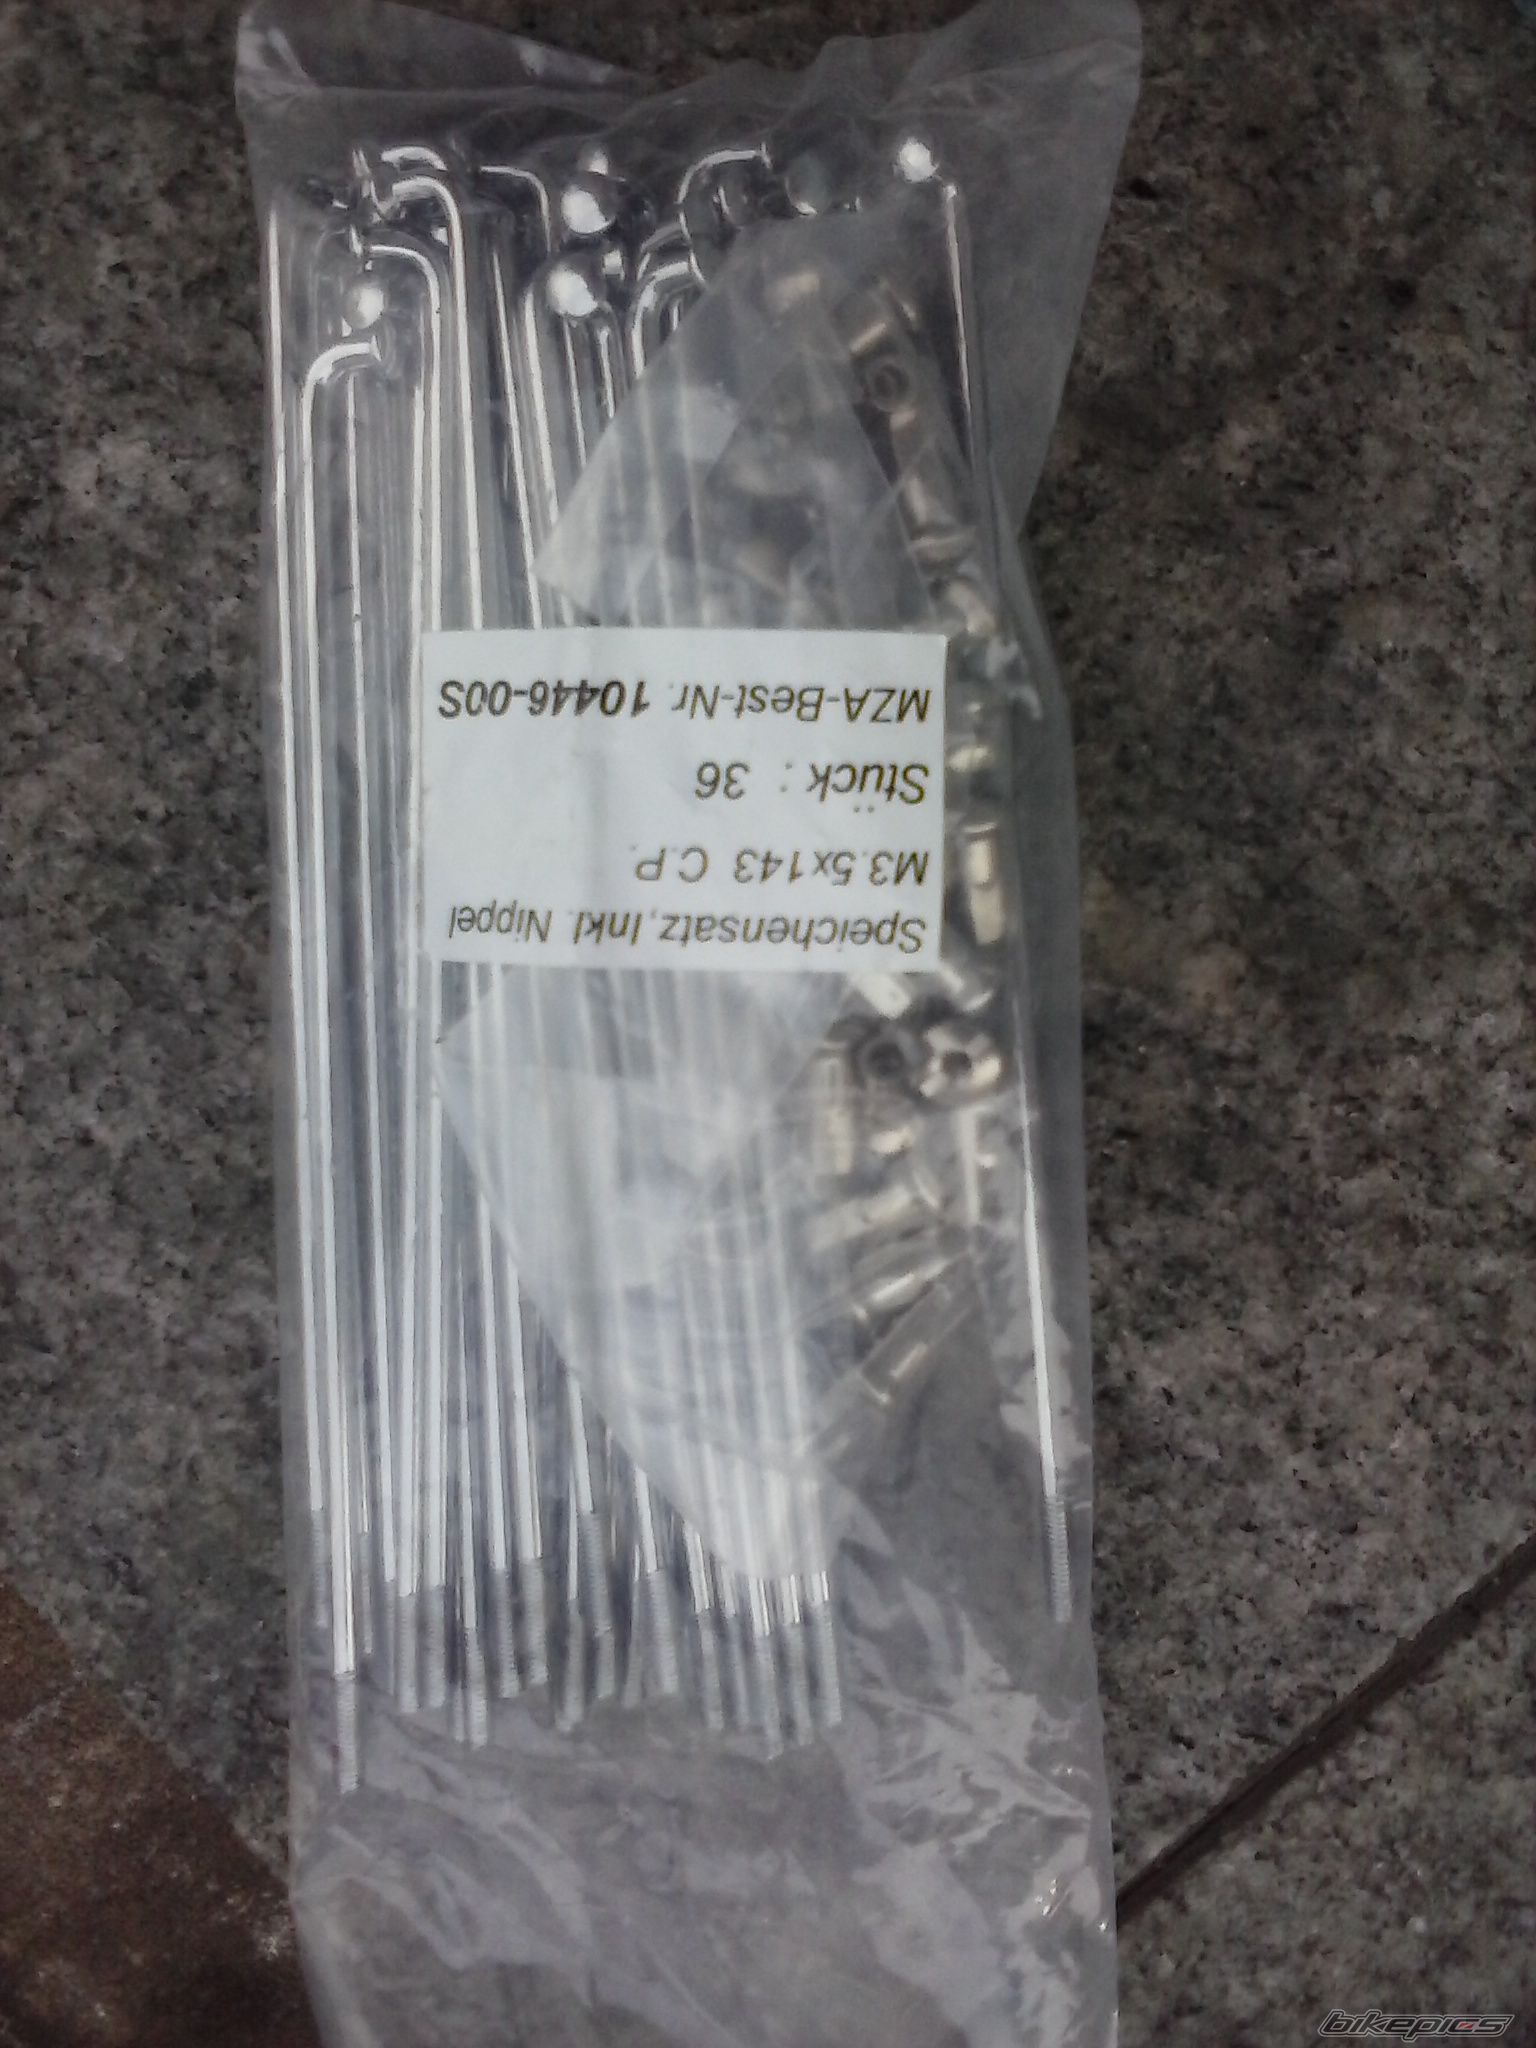 Speichensatz, Inkl. Nippel
M3.5x143 C.P.
Stück : 36
MZA-Best-Nr. 10446-00S
bikepics